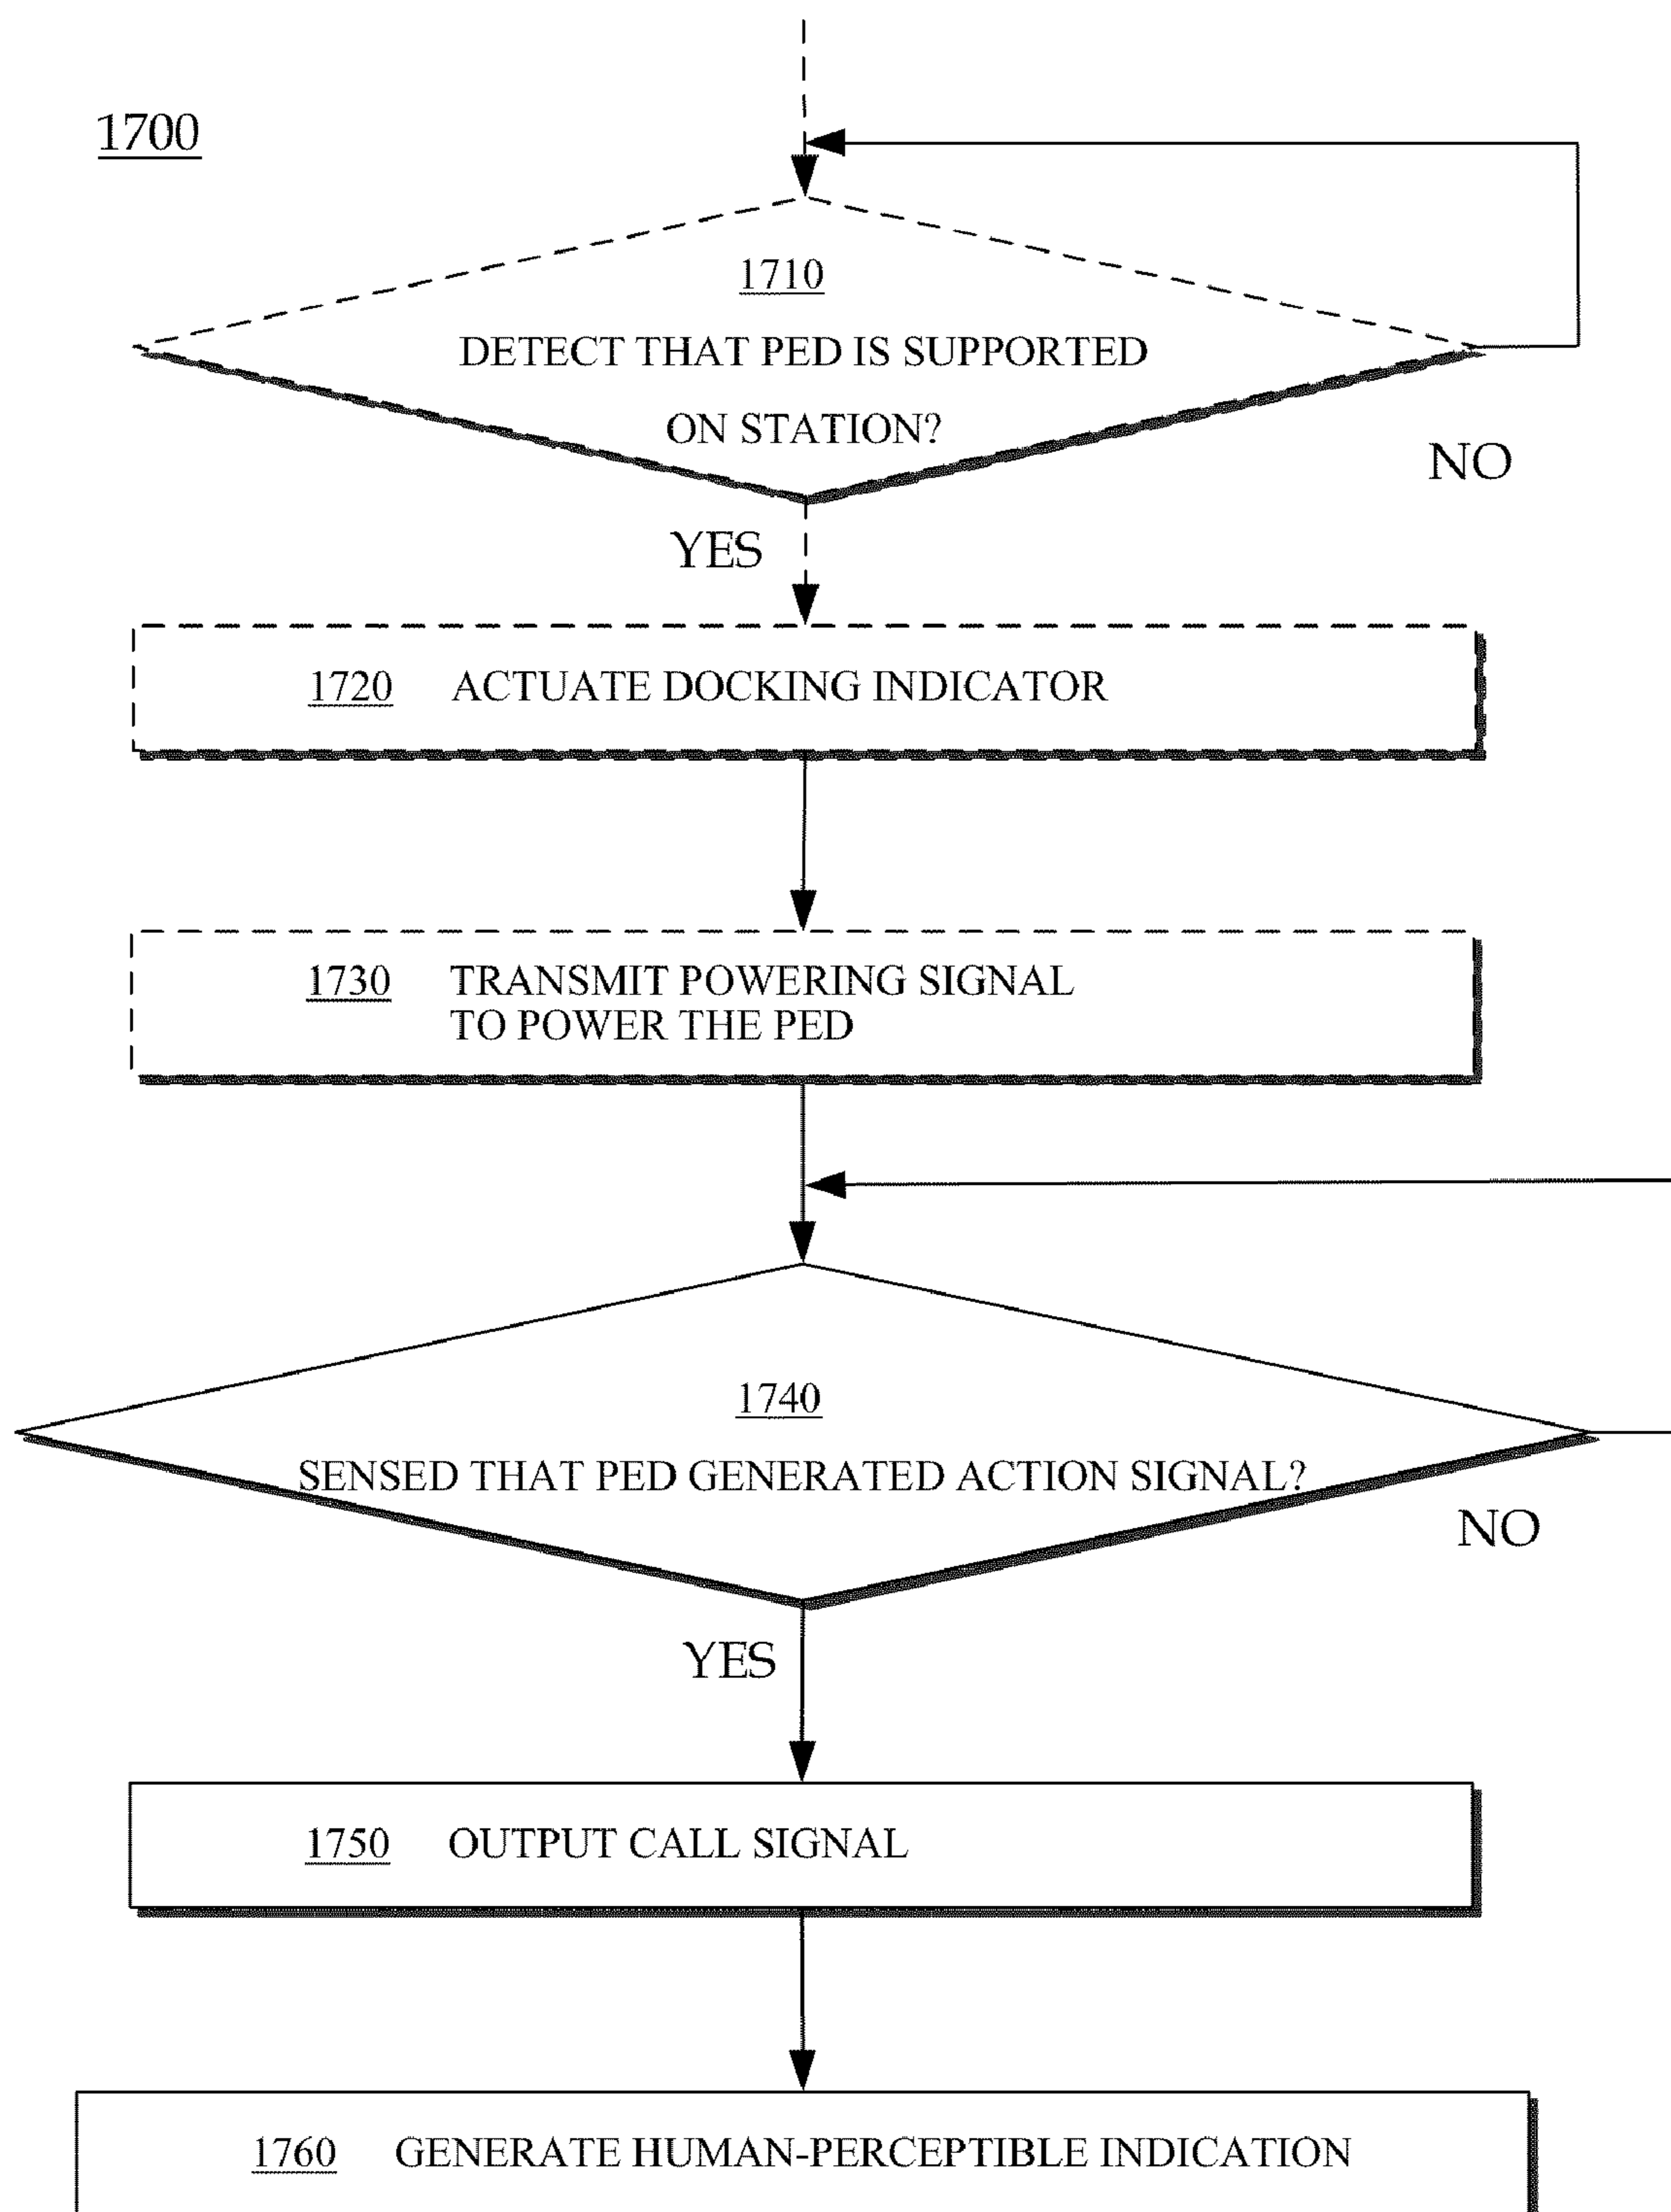 1700
1710
DETECT THAT PED IS SUPPORTED
ON STATION?
NO
YES
1720 ACTUATE DOCKING INDICATOR
1730 TRANSMIT POWERING SIGNAL
TO POWER THE PED
1740
SENSED THAT PED GENERATED ACTION SIGNAL?
NO
YES
1750 OUTPUT CALL SIGNAL
1760 GENERATE HUMAN-PERCEPTIBLE INDICATION